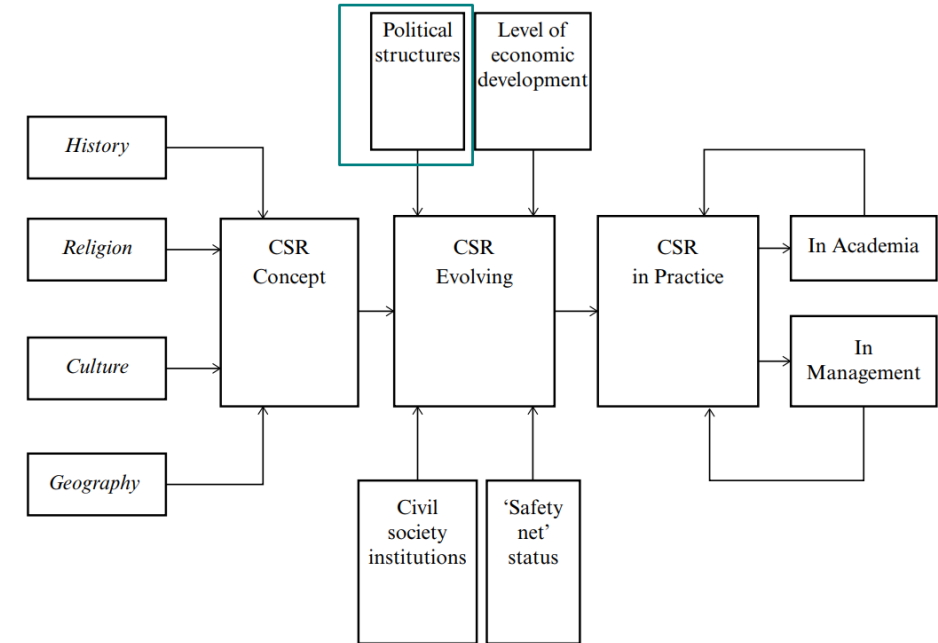 Political
structures
Level of
economic
development
History
Religion
Culture
Geography
CSR
Concept
CSR
Evolving
CSR
in Practice
In Academia
In
Management
Civil
society
institutions
‘Safety
net’
status